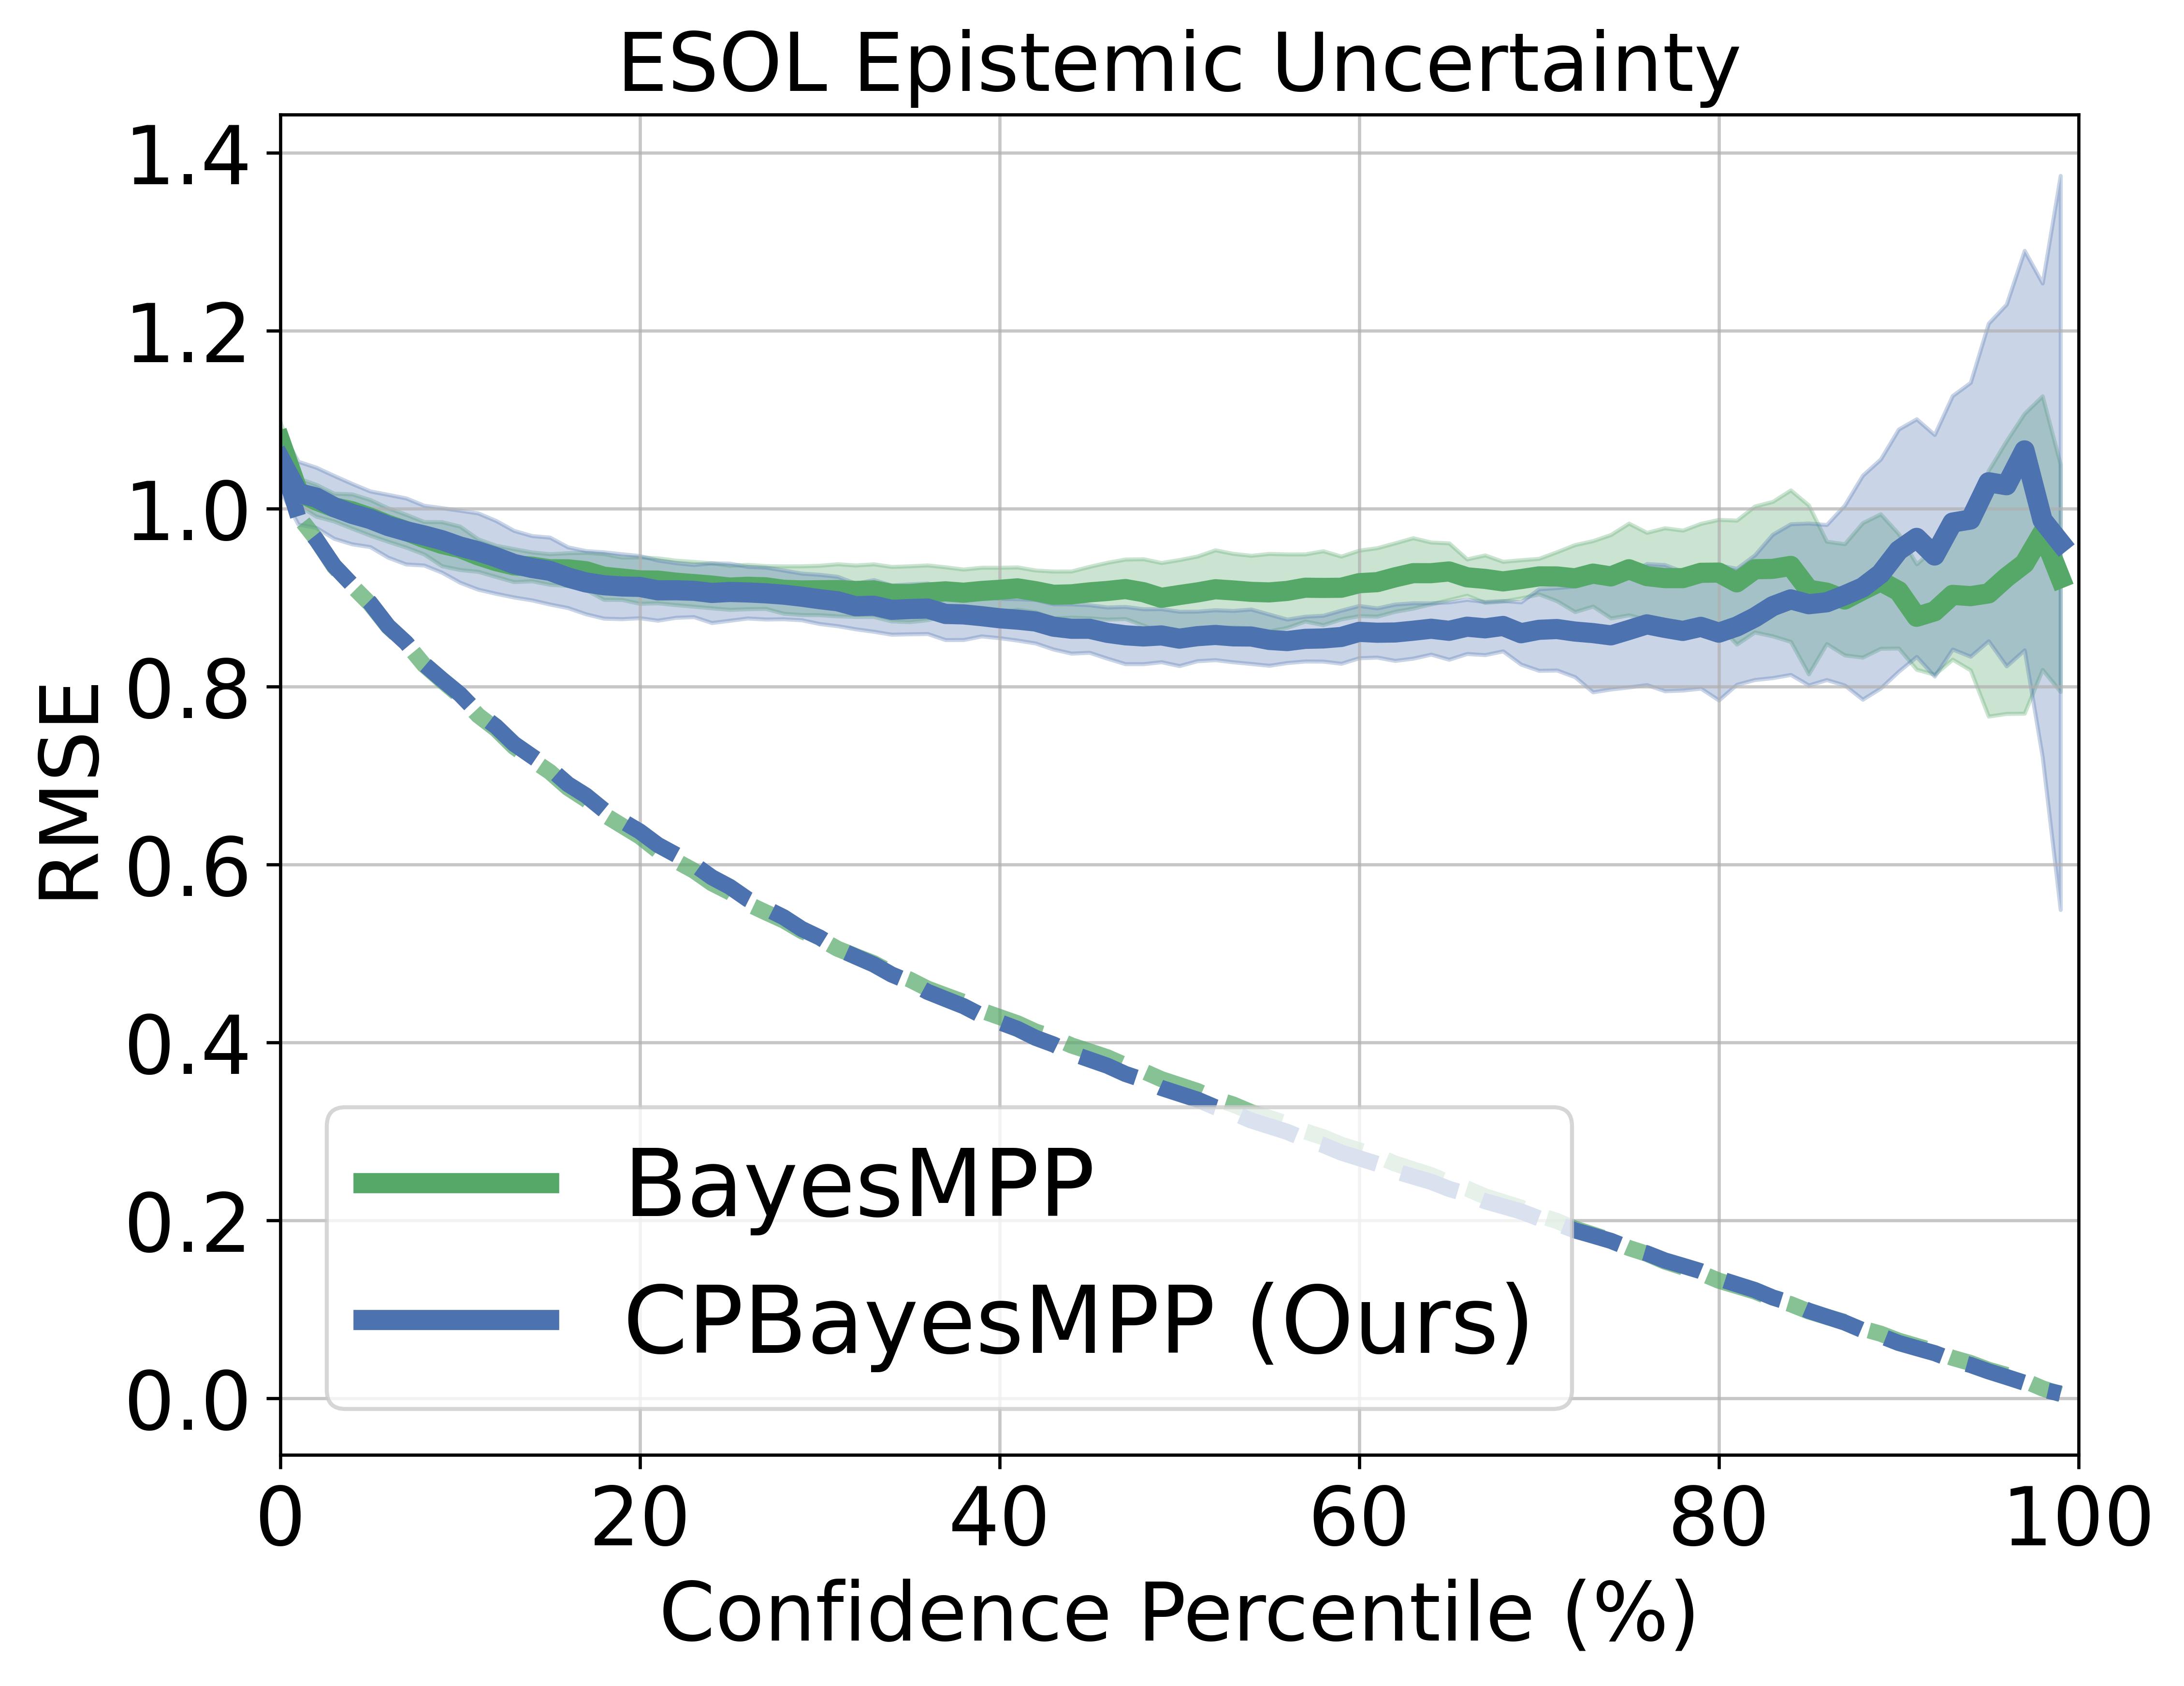 ESOL Epistemic Uncertainty
RMSE
1.4
1.2
1.0
0.8
0.6
0.4
0.2
0.0
BayesMPP
CPBayesMPP (Ours)
0 20 40 60 80 100
Confidence Percentile (%)